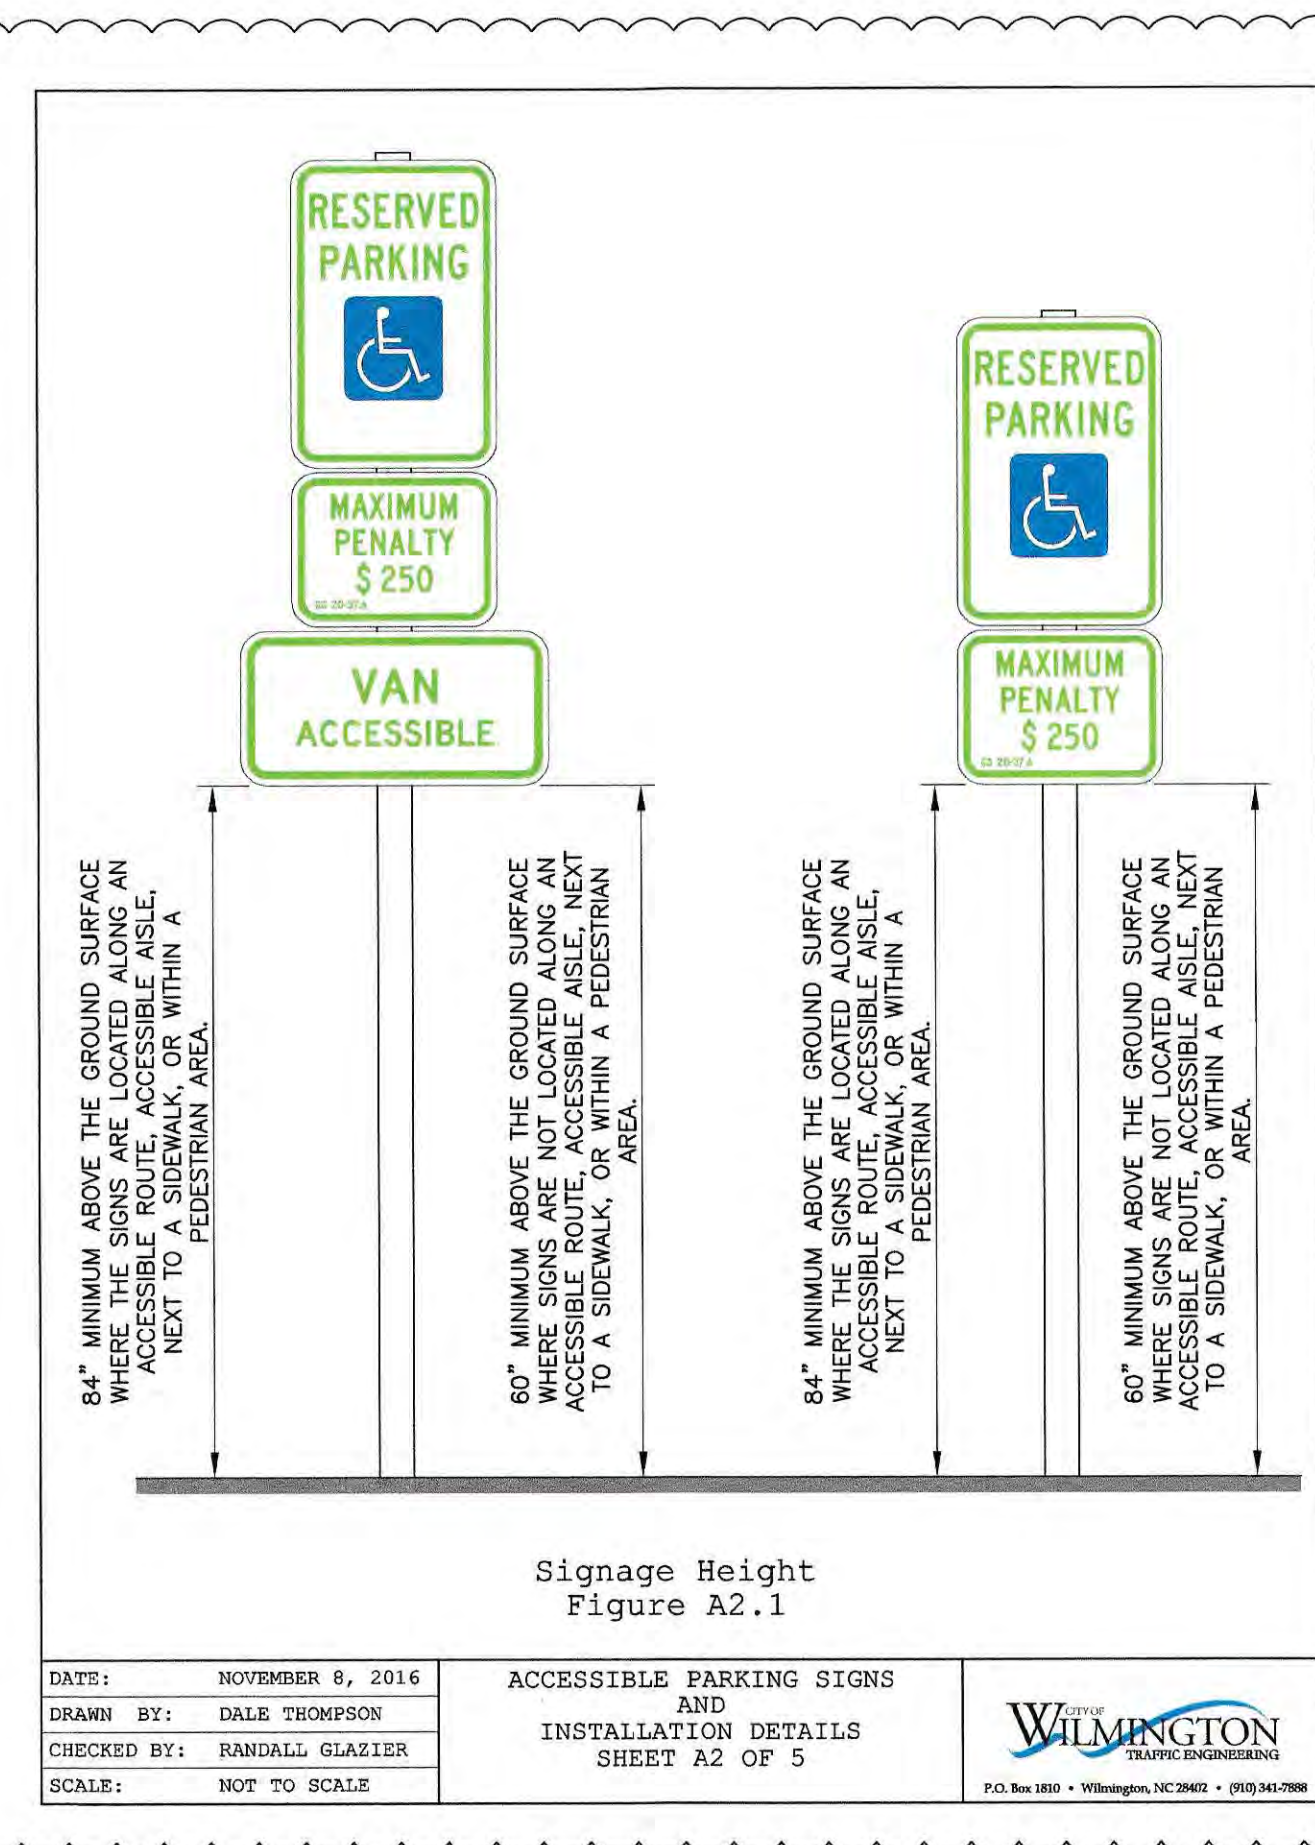 RESERVED
PARKING
MAXIMUM
PENALTY
$ 250
GS 20-37.6
VAN
ACCESSIBLE
RESERVED
PARKING
MAXIMUM
PENALTY
$ 250
GS 20-37.6
84" MINIMUM ABOVE THE GROUND SURFACE
WHERE THE SIGNS ARE LOCATED ALONG AN
ACCESSIBLE ROUTE, ACCESSIBLE AISLE,
NEXT TO A SIDEWALK, OR WITHIN A
PEDESTRIAN AREA.
60" MINIMUM ABOVE THE GROUND SURFACE
WHERE SIGNS ARE NOT LOCATED ALONG AN
ACCESSIBLE ROUTE, ACCESSIBLE AISLE, NEXT
TO A SIDEWALK, OR WITHIN A PEDESTRIAN
AREA.
84" MINIMUM ABOVE THE GROUND SURFACE
WHERE THE SIGNS ARE LOCATED ALONG AN
ACCESSIBLE ROUTE, ACCESSIBLE AISLE,
NEXT TO A SIDEWALK, OR WITHIN A
PEDESTRIAN AREA.
60" MINIMUM ABOVE THE GROUND SURFACE
WHERE SIGNS ARE NOT LOCATED ALONG AN
ACCESSIBLE ROUTE, ACCESSIBLE AISLE, NEXT
TO A SIDEWALK, OR WITHIN A PEDESTRIAN
AREA.
Signage Height
Figure A2.1
DATE: NOVEMBER 8, 2016
DRAWN BY: DALE THOMPSON
CHECKED BY: RANDALL GLAZIER
SCALE: NOT TO SCALE
ACCESSIBLE PARKING SIGNS
AND
INSTALLATION DETAILS
SHEET A2 OF 5
CITY OF
WILMINGTON
TRAFFIC ENGINEERING
P.O. Box 1810 • Wilmington, NC 28402 • (910) 341-7888